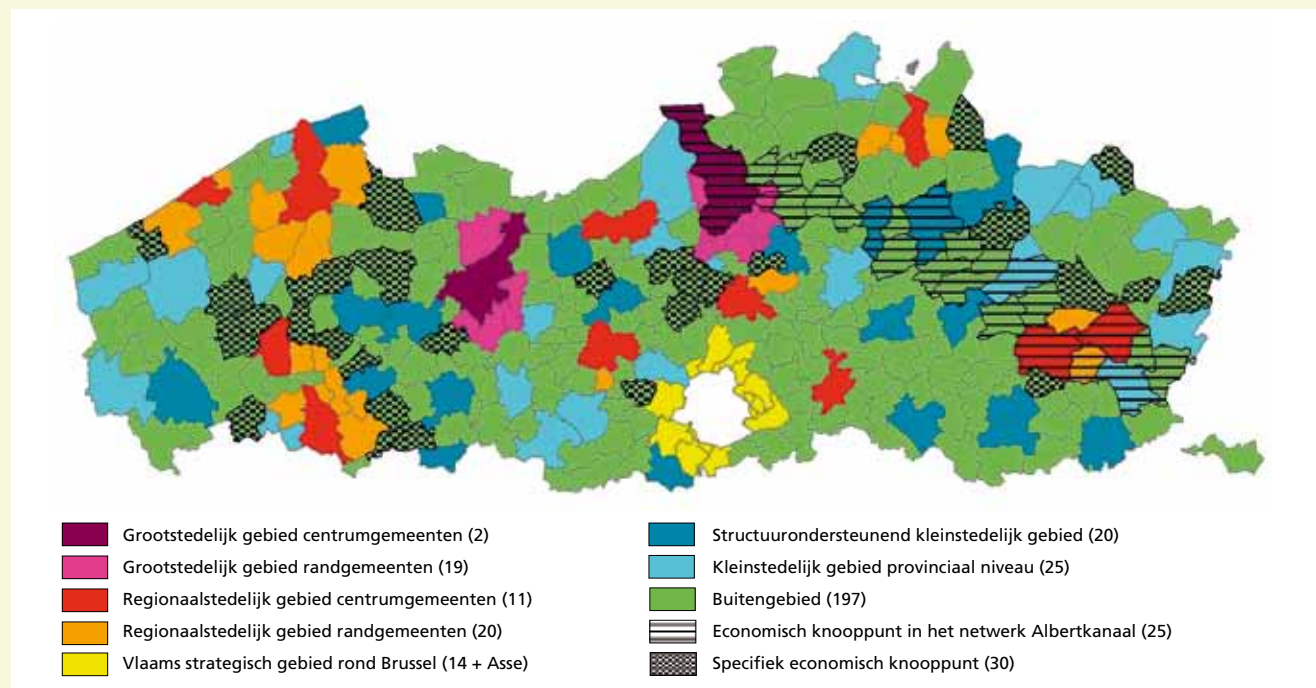 Grootstedelijk gebied centrumgemeenten (2)
Grootstedelijk gebied randgemeenten (19)
Regionaalstedelijk gebied centrumgemeenten (11)
Regionaalstedelijk gebied randgemeenten (20)
Vlaams strategisch gebied rond Brussel (14 + Asse)
Structuurondersteunend kleinstedelijk gebied (20)
Kleinstedelijk gebied provinciaal niveau (25)
Buitengebied (197)
Economisch knooppunt in het netwerk Albertkanaal (25)
Specifiek economisch knooppunt (30)